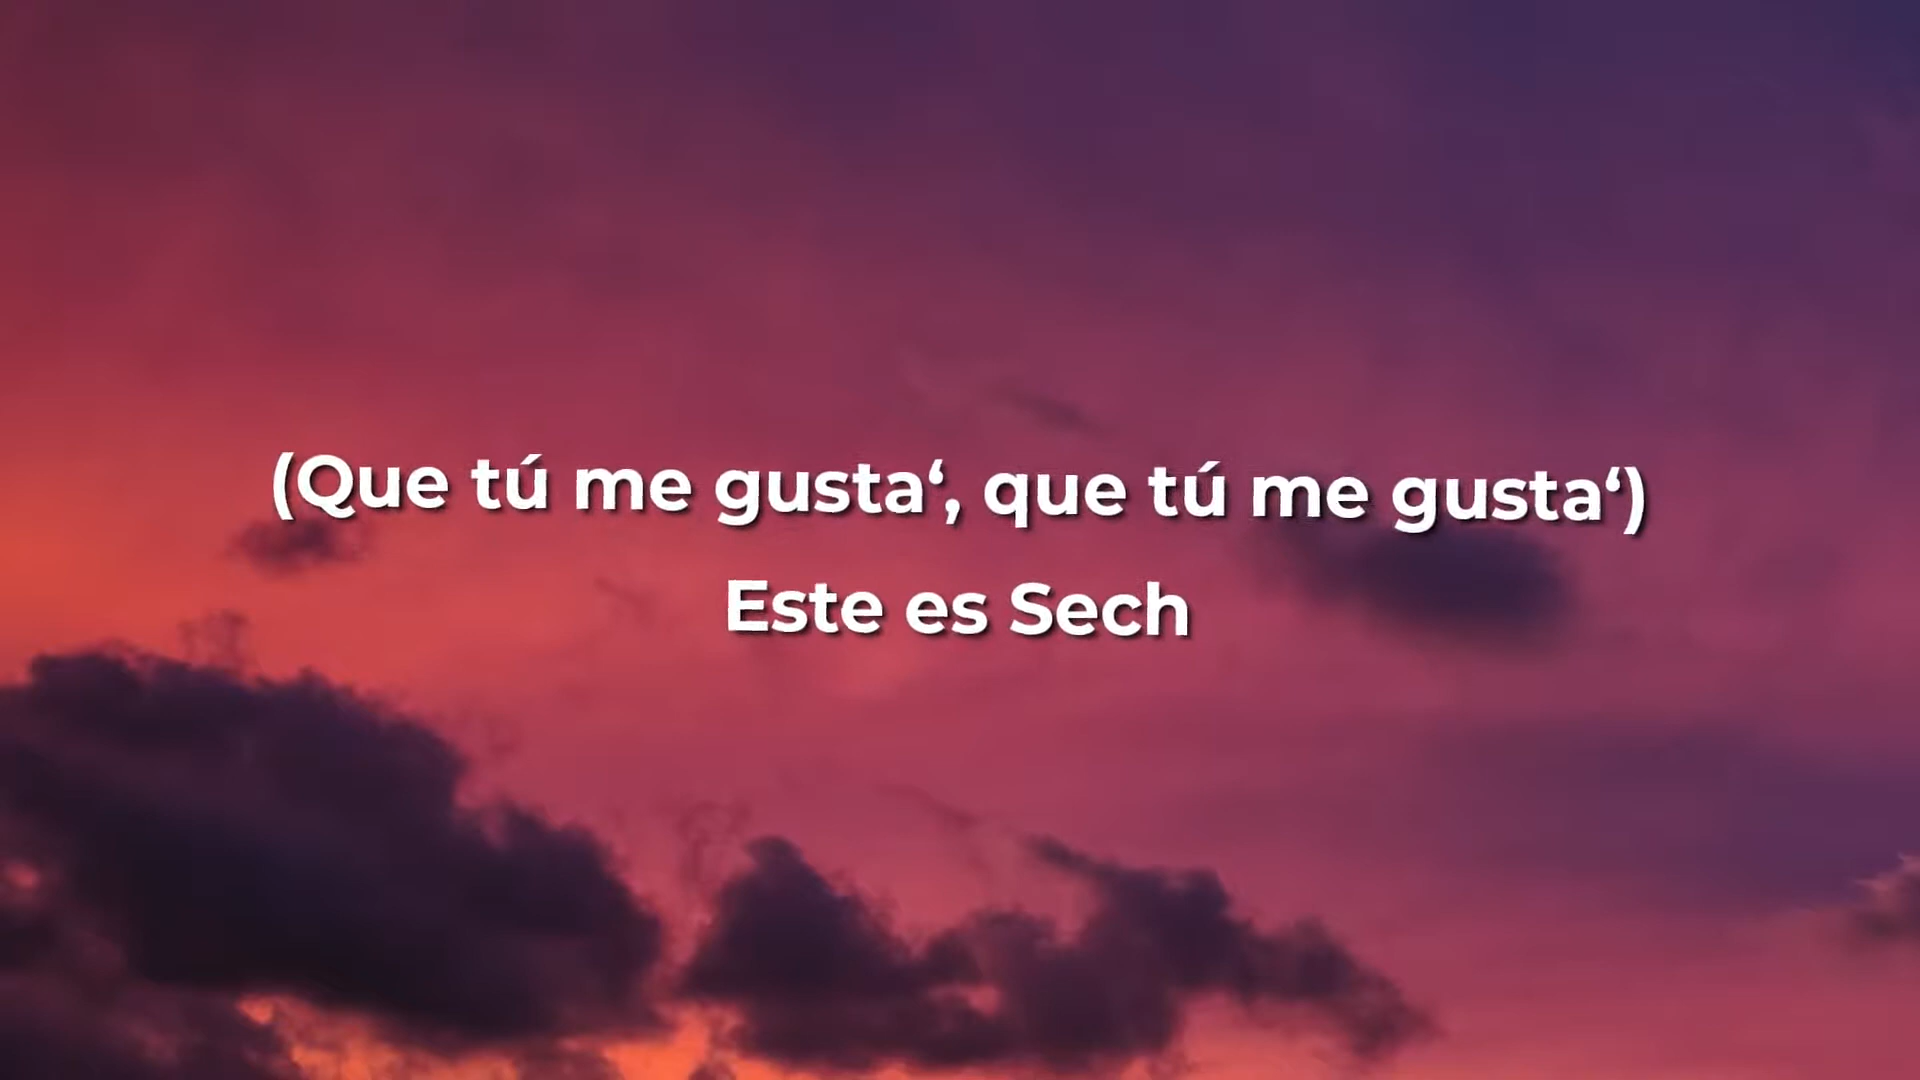 (Que tú me gusta‘, que tú me gusta‘)
Este es Sech